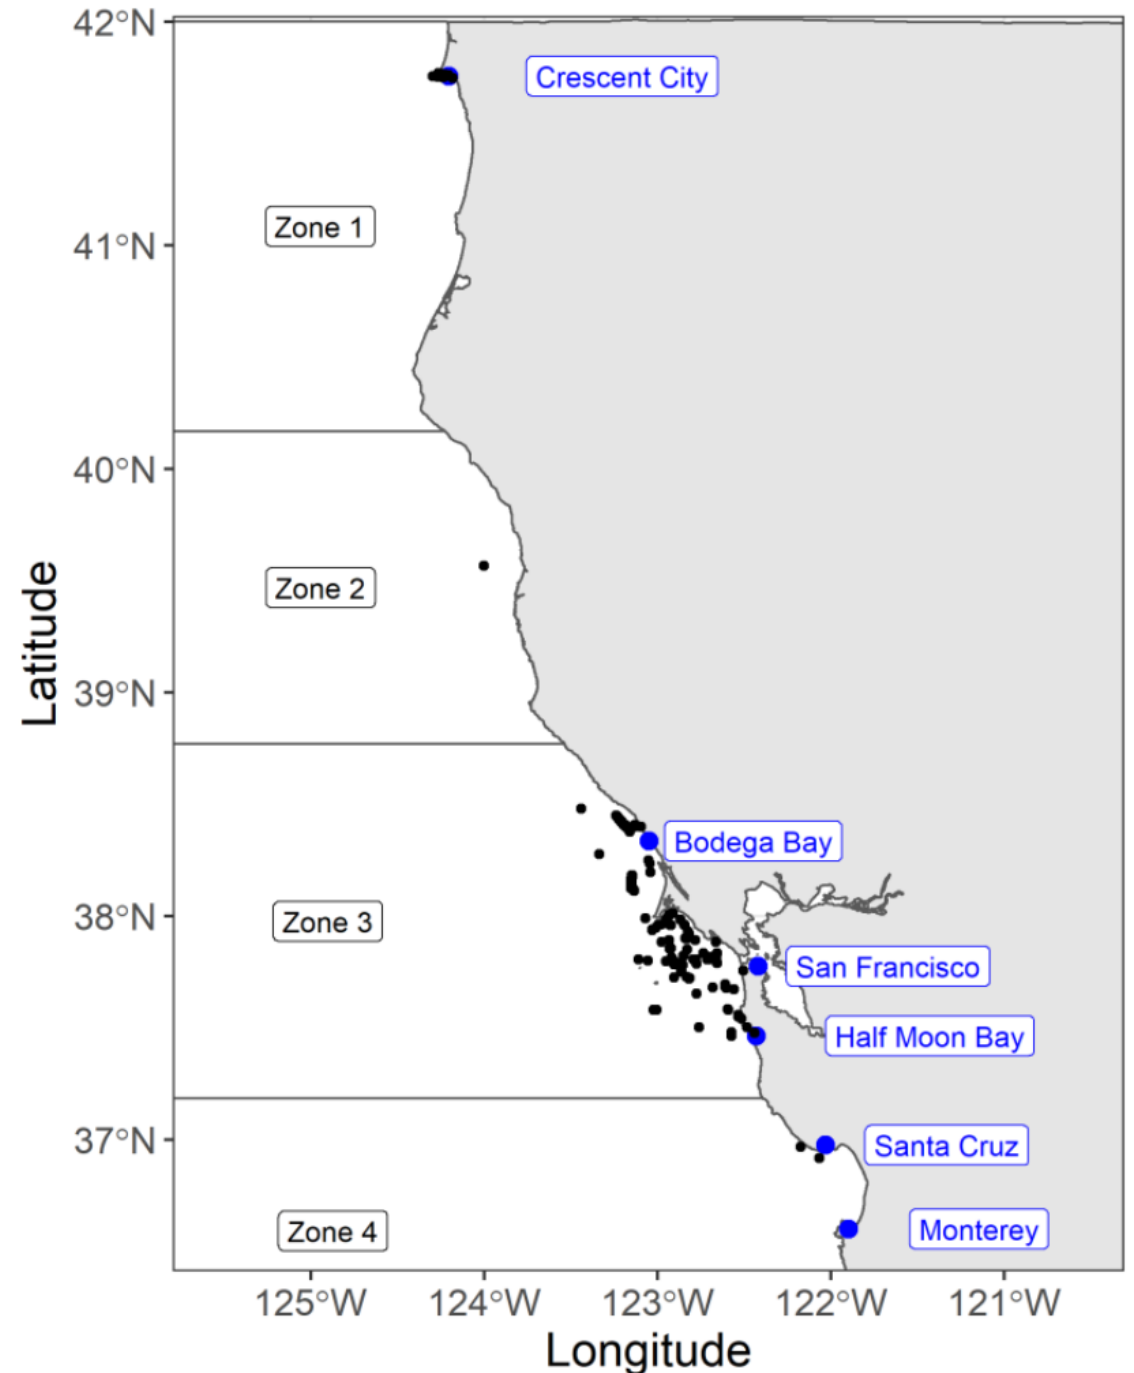 42°N
Crescent City
Zone 1
41°N
40°N
Zone 2
39°N
Bodega Bay
38°N
Zone 3
San Francisco
Half Moon Bay
37°N
Santa Cruz
Zone 4
Monterey
125°W
124°W
123°W
122°W
121°W
Longitude
Latitude